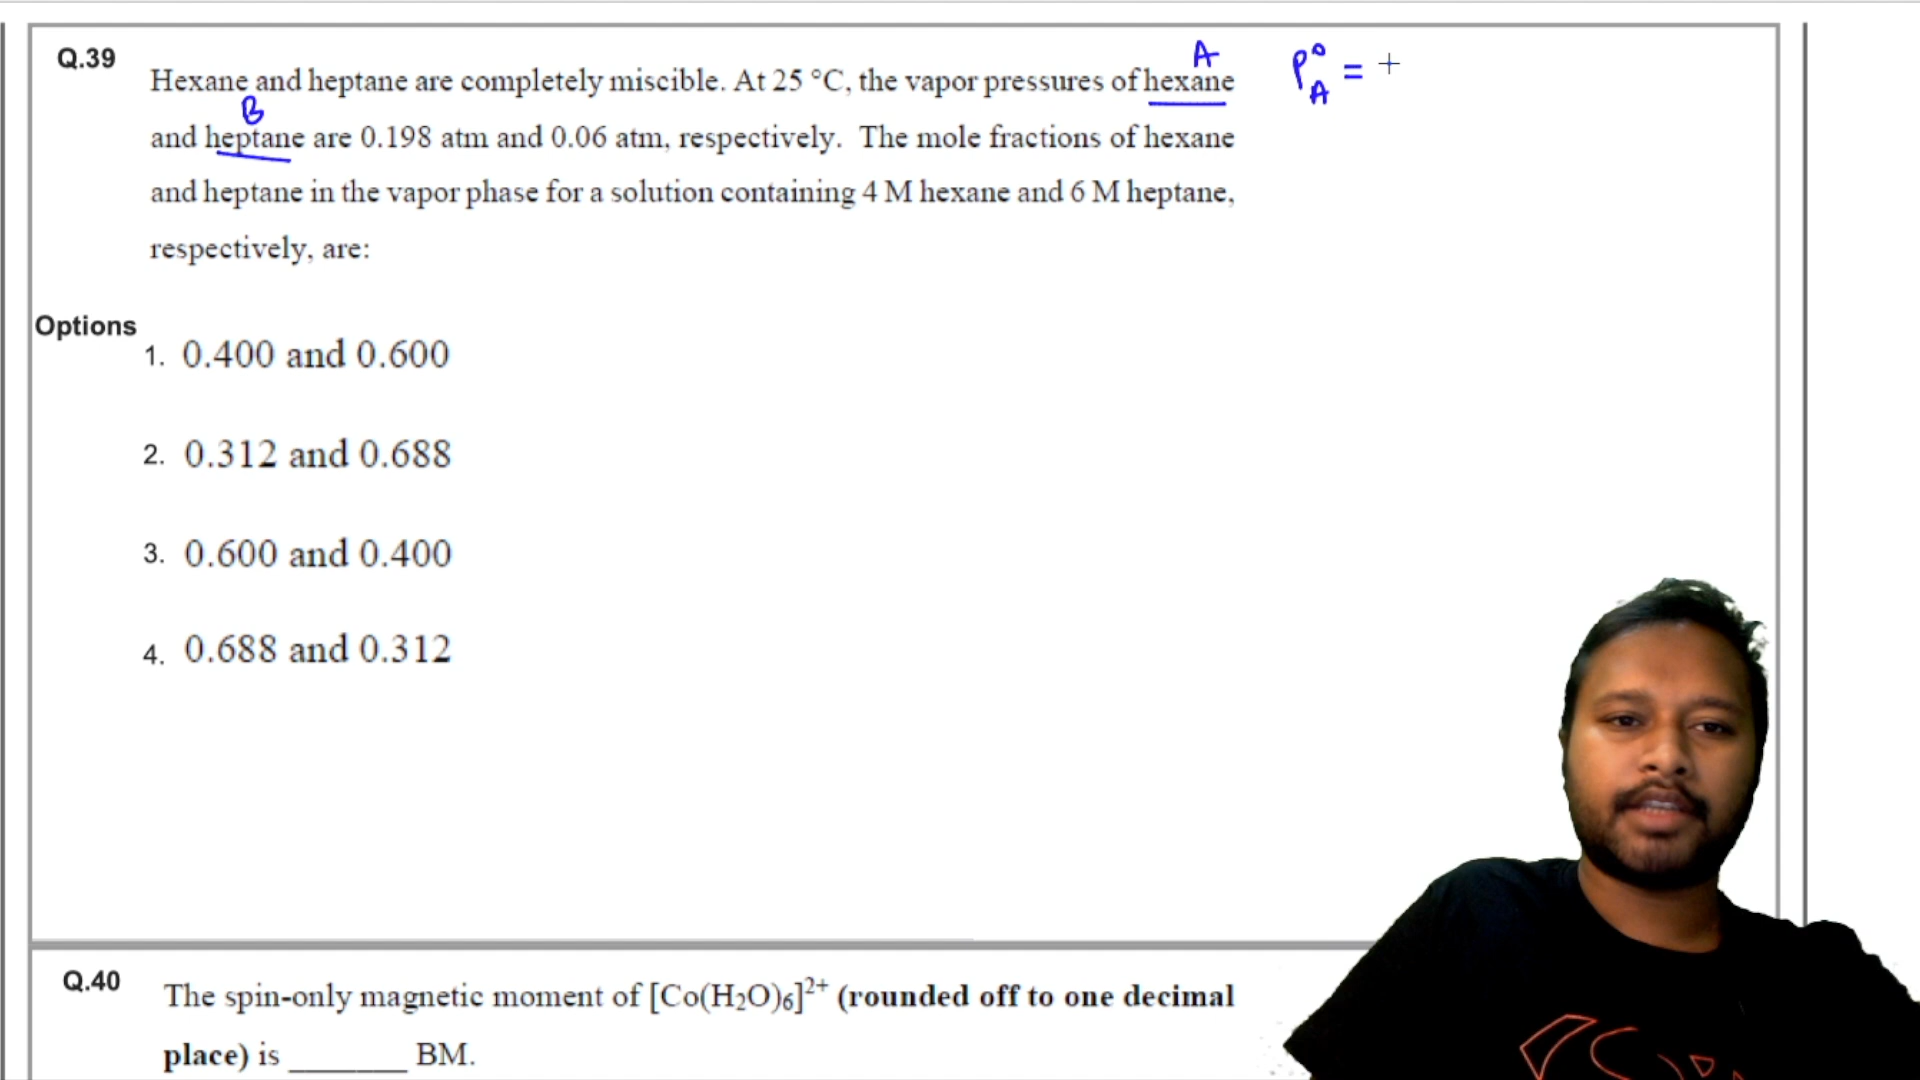 Q.39
A
P°A = +
Hexane and heptane are completely miscible. At 25 °C, the vapor pressures of hexane
B
and heptane are 0.198 atm and 0.06 atm, respectively. The mole fractions of hexane
and heptane in the vapor phase for a solution containing 4 M hexane and 6 M heptane,
respectively, are:
Options
1. 0.400 and 0.600
2. 0.312 and 0.688
3. 0.600 and 0.400
4. 0.688 and 0.312
Q.40
The spin-only magnetic moment of [Co(H₂O)₆]²⁺ (rounded off to one decimal
place) is ________ BM.